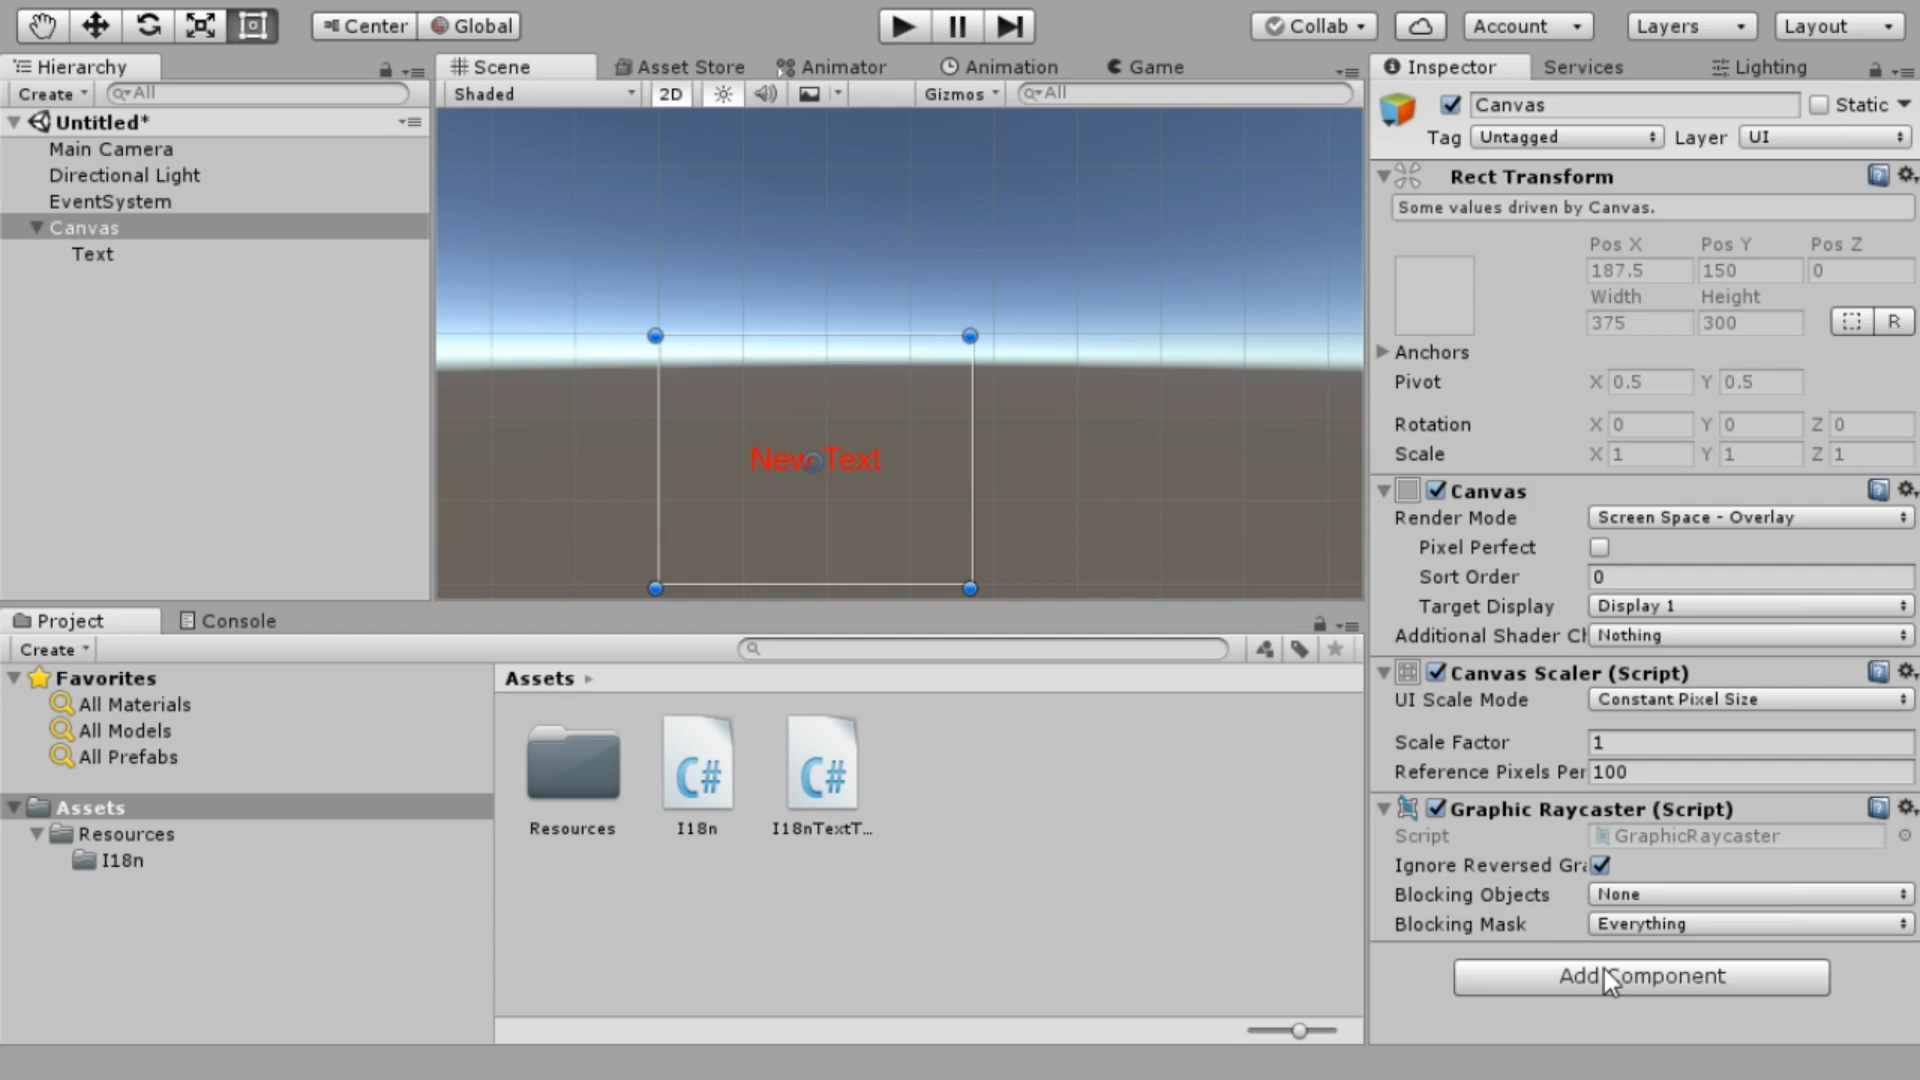 Center
Global
Collab
Account
Layers
Layout
Hierarchy
Create
All
Untitled*
Main Camera
Directional Light
EventSystem
Canvas
Text
Scene
Asset Store
Animator
Animation
Game
Shaded
2D
Gizmos
All
New Text
Project
Console
Create
Favorites
All Materials
All Models
All Prefabs
Assets
Resources
I18n
Assets
Resources
I18n
I18nTextT...
Inspector
Services
Lighting
Canvas
Static
Tag Untagged
Layer UI
Rect Transform
Some values driven by Canvas.
Pos X Pos Y Pos Z
187.5 150 0
Width Height
375 300
R
Anchors
Pivot X 0.5 Y 0.5
Rotation X 0 Y 0 Z 0
Scale X 1 Y 1 Z 1
Canvas
Render Mode Screen Space - Overlay
Pixel Perfect
Sort Order 0
Target Display Display 1
Additional Shader Ch Nothing
Canvas Scaler (Script)
UI Scale Mode Constant Pixel Size
Scale Factor 1
Reference Pixels Per 100
Graphic Raycaster (Script)
Script GraphicRaycaster
Ignore Reversed Gra
Blocking Objects None
Blocking Mask Everything
Add Component
C#
C#